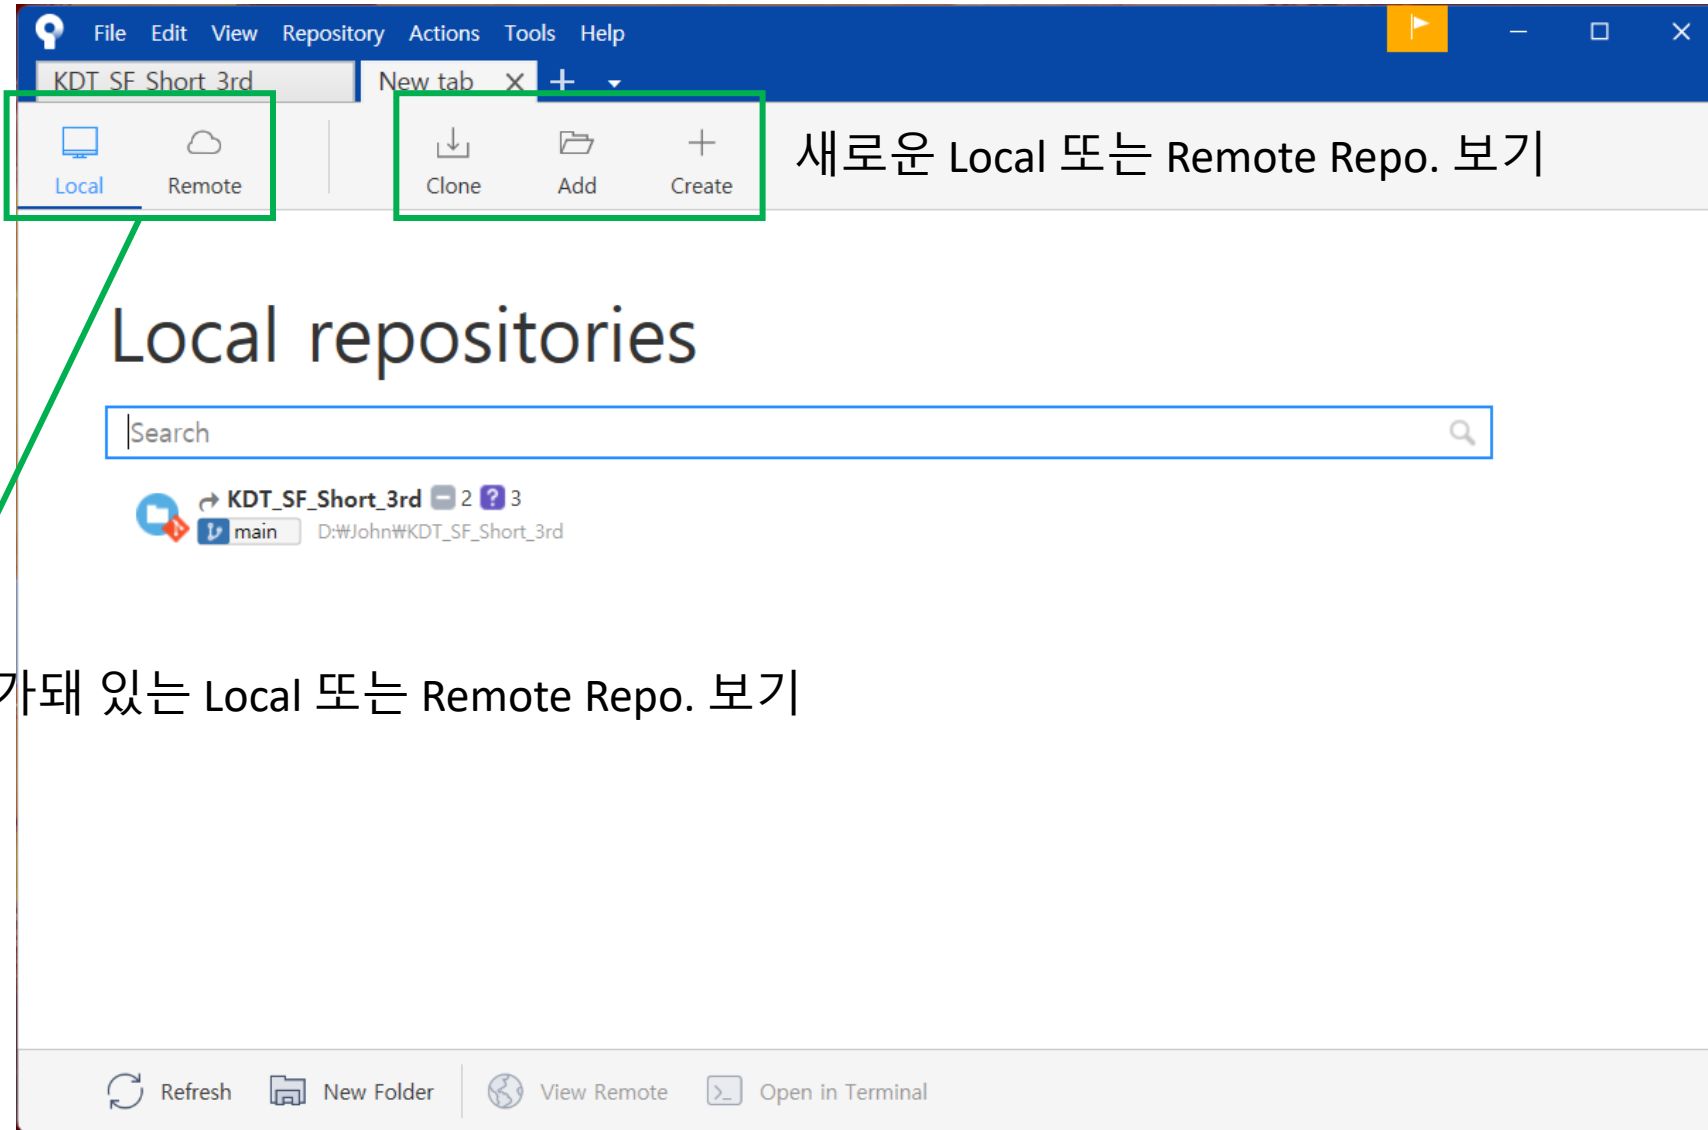 File Edit View Repository Actions Tools Help
KDT_SF_Short_3rd New tab
Local Remote Clone Add Create 새로운 Local 또는 Remote Repo. 보기
Local repositories
Search
KDT_SF_Short_3rd 2 ? 3
main D:₩John₩KDT_SF_Short_3rd
가돼 있는 Local 또는 Remote Repo. 보기
Refresh New Folder View Remote Open in Terminal